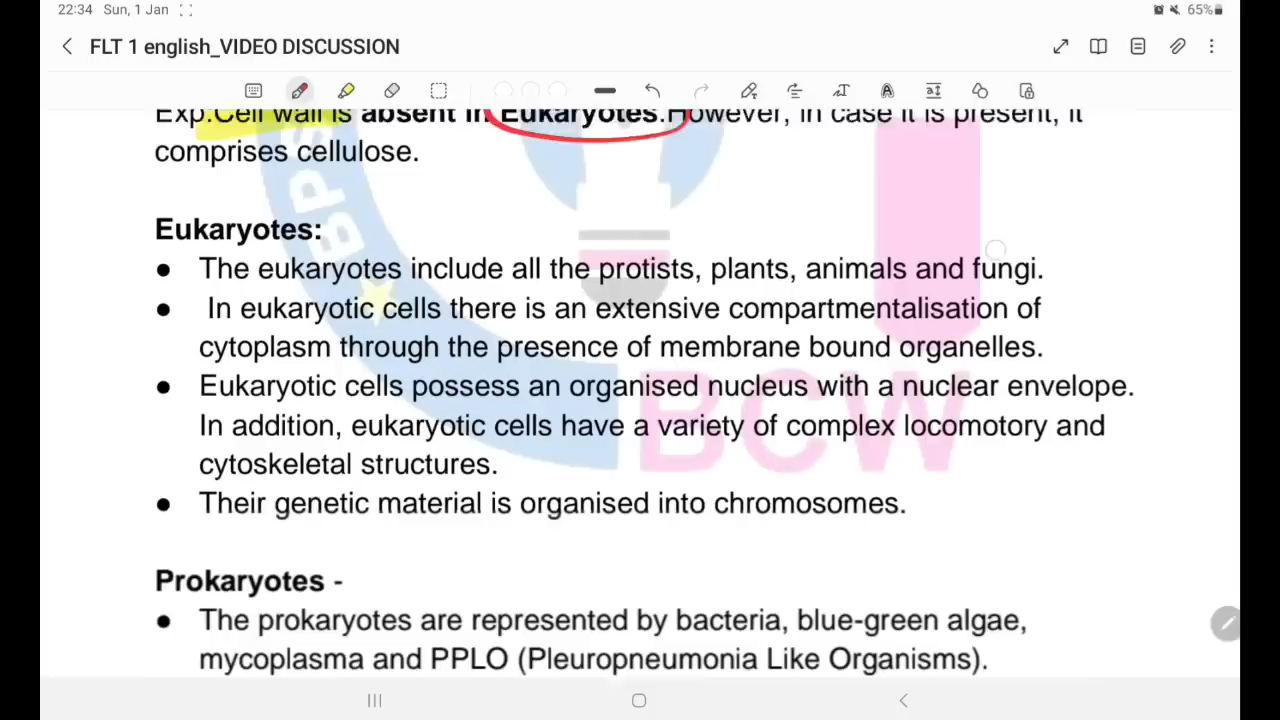 22:34 Sun, 1 Jan
65%
FLT 1 english_VIDEO DISCUSSION
Exp.Cell wall is absent in Eukaryotes.However, in case it is present, it
comprises cellulose.
Eukaryotes:
● The eukaryotes include all the protists, plants, animals and fungi.
● In eukaryotic cells there is an extensive compartmentalisation of
cytoplasm through the presence of membrane bound organelles.
● Eukaryotic cells possess an organised nucleus with a nuclear envelope.
In addition, eukaryotic cells have a variety of complex locomotory and
cytoskeletal structures.
● Their genetic material is organised into chromosomes.
Prokaryotes -
● The prokaryotes are represented by bacteria, blue-green algae,
mycoplasma and PPLO (Pleuropneumonia Like Organisms).
BPS
BCW